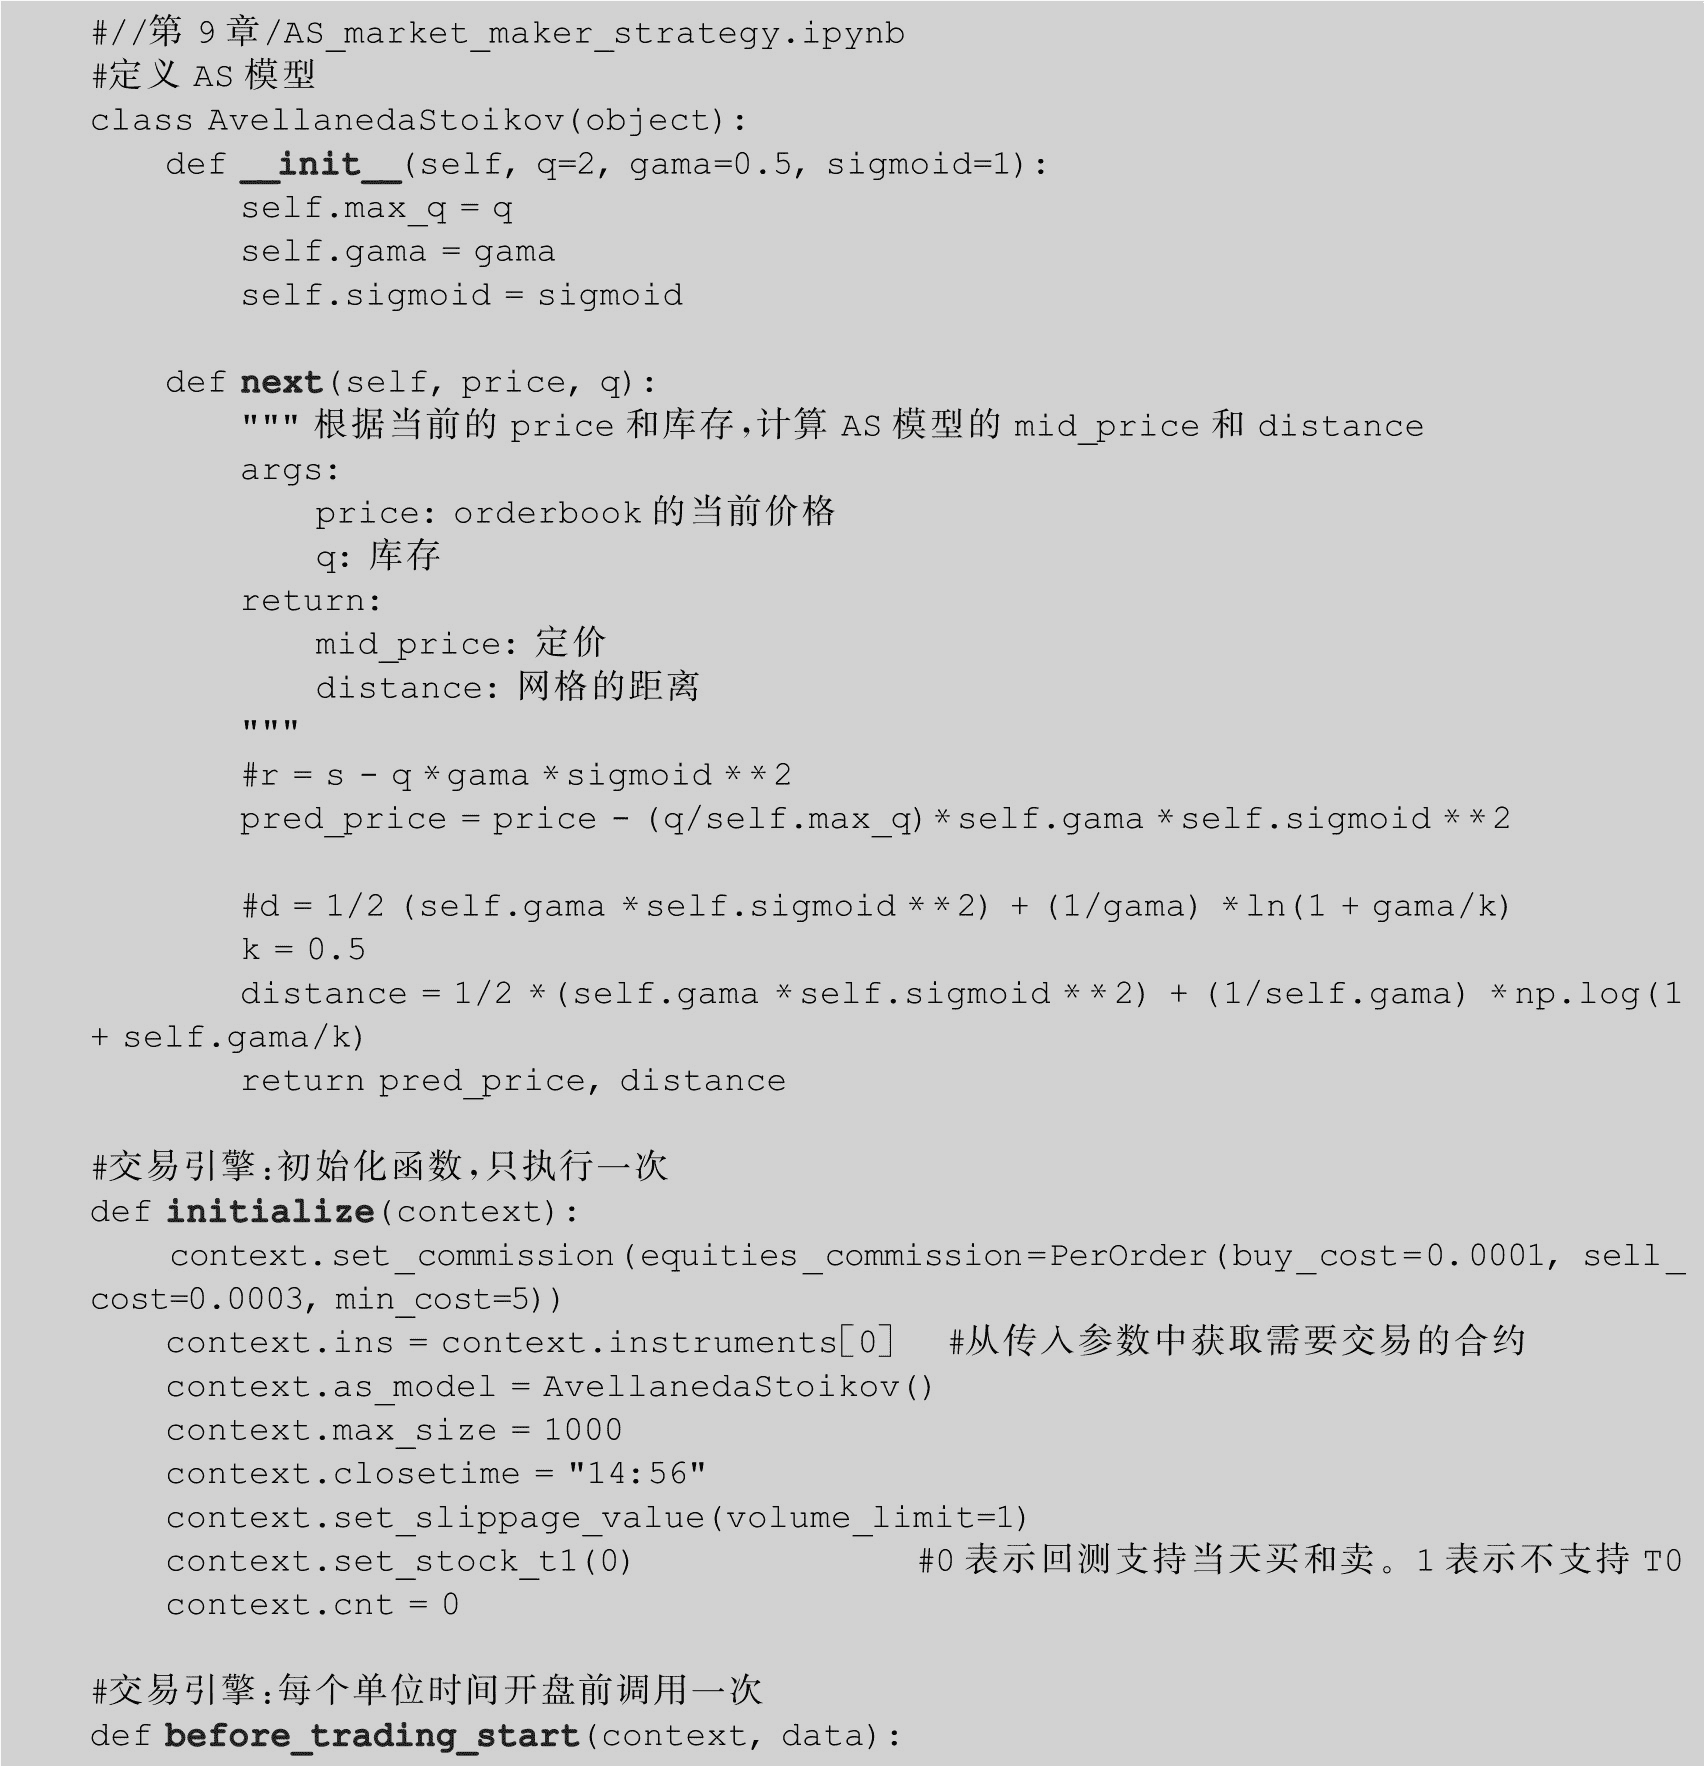 #//第 9 章/AS_market_maker_strategy.ipynb
#定义 AS 模型
class AvellanedaStoikov(object):
    def __init__(self, q=2, gama=0.5, sigmoid=1):
        self.max_q = q
        self.gama = gama
        self.sigmoid = sigmoid

    def next(self, price, q):
        """ 根据当前的 price 和库存,计算 AS 模型的 mid_price 和 distance
        args:
            price: orderbook 的当前价格
            q: 库存
        return:
            mid_price: 定价
            distance: 网格的距离
        """
        #r = s - q *gama *sigmoid **2
        pred_price = price - (q/self.max_q)*self.gama *self.sigmoid **2

        #d = 1/2 (self.gama *self.sigmoid **2) + (1/gama) *ln(1 + gama/k)
        k = 0.5
        distance = 1/2 *(self.gama *self.sigmoid **2) + (1/self.gama) *np.log(1
+ self.gama/k)
        return pred_price, distance

#交易引擎:初始化函数,只执行一次
def initialize(context):
    context.set_commission(equities_commission=PerOrder(buy_cost=0.0001, sell_
cost=0.0003, min_cost=5))
    context.ins = context.instruments[0]   #从传入参数中获取需要交易的合约
    context.as_model = AvellanedaStoikov()
    context.max_size = 1000
    context.closetime = "14:56"
    context.set_slippage_value(volume_limit=1)
    context.set_stock_t1(0)               #0 表示回测支持当天买和卖。1 表示不支持 T0
    context.cnt = 0

#交易引擎:每个单位时间开盘前调用一次
def before_trading_start(context, data):